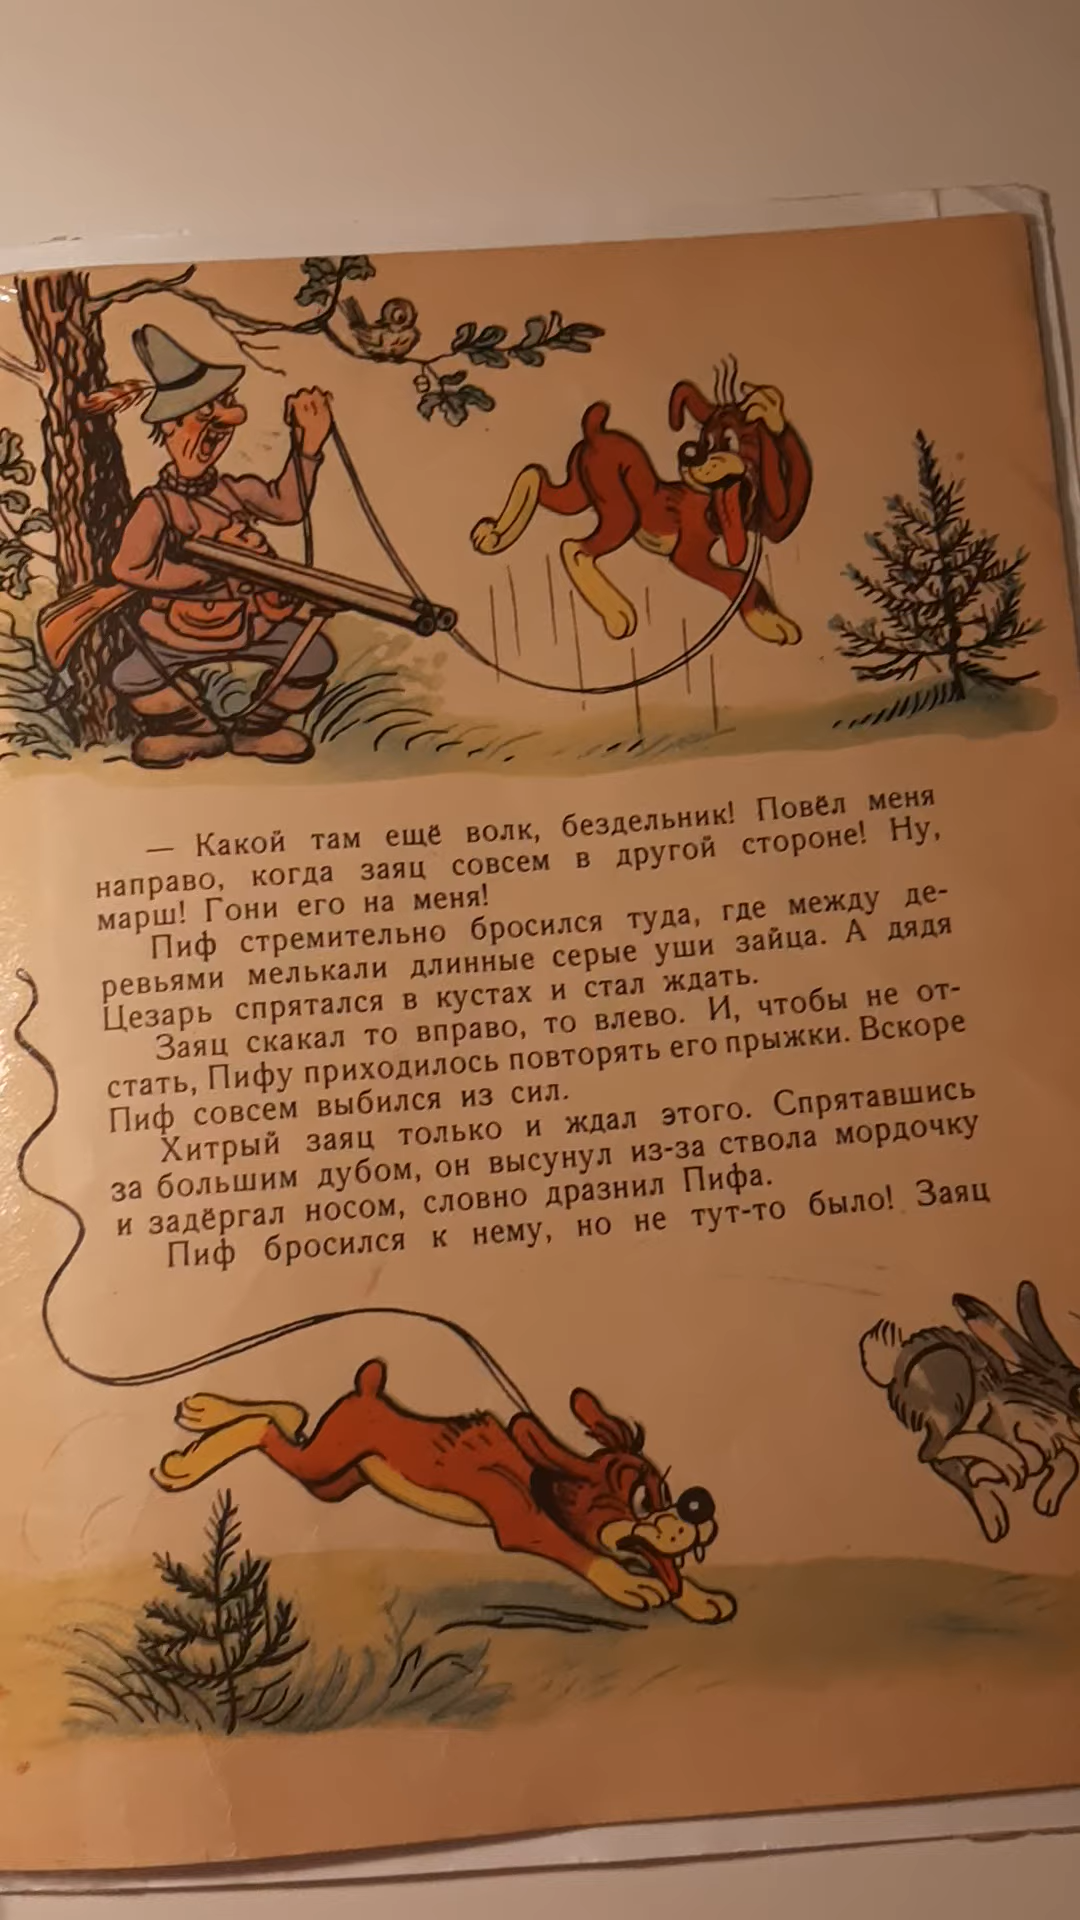 — Какой там ещё волк, бездельник! Повёл меня
направо, когда заяц совсем в другой стороне! Ну,
марш! Гони его на меня!
Пиф стремительно бросился туда, где между де-
ревьями мелькали длинные серые уши зайца. А дядя
Цезарь спрятался в кустах и стал ждать.
Заяц скакал то вправо, то влево. И, чтобы не от-
стать, Пифу приходилось повторять его прыжки. Вскоре
Пиф совсем выбился из сил.
Хитрый заяц только и ждал этого. Спрятавшись
за большим дубом, он высунул из-за ствола мордочку
и задёргал носом, словно дразнил Пифа.
Пиф бросился к нему, но не тут-то было! Заяц